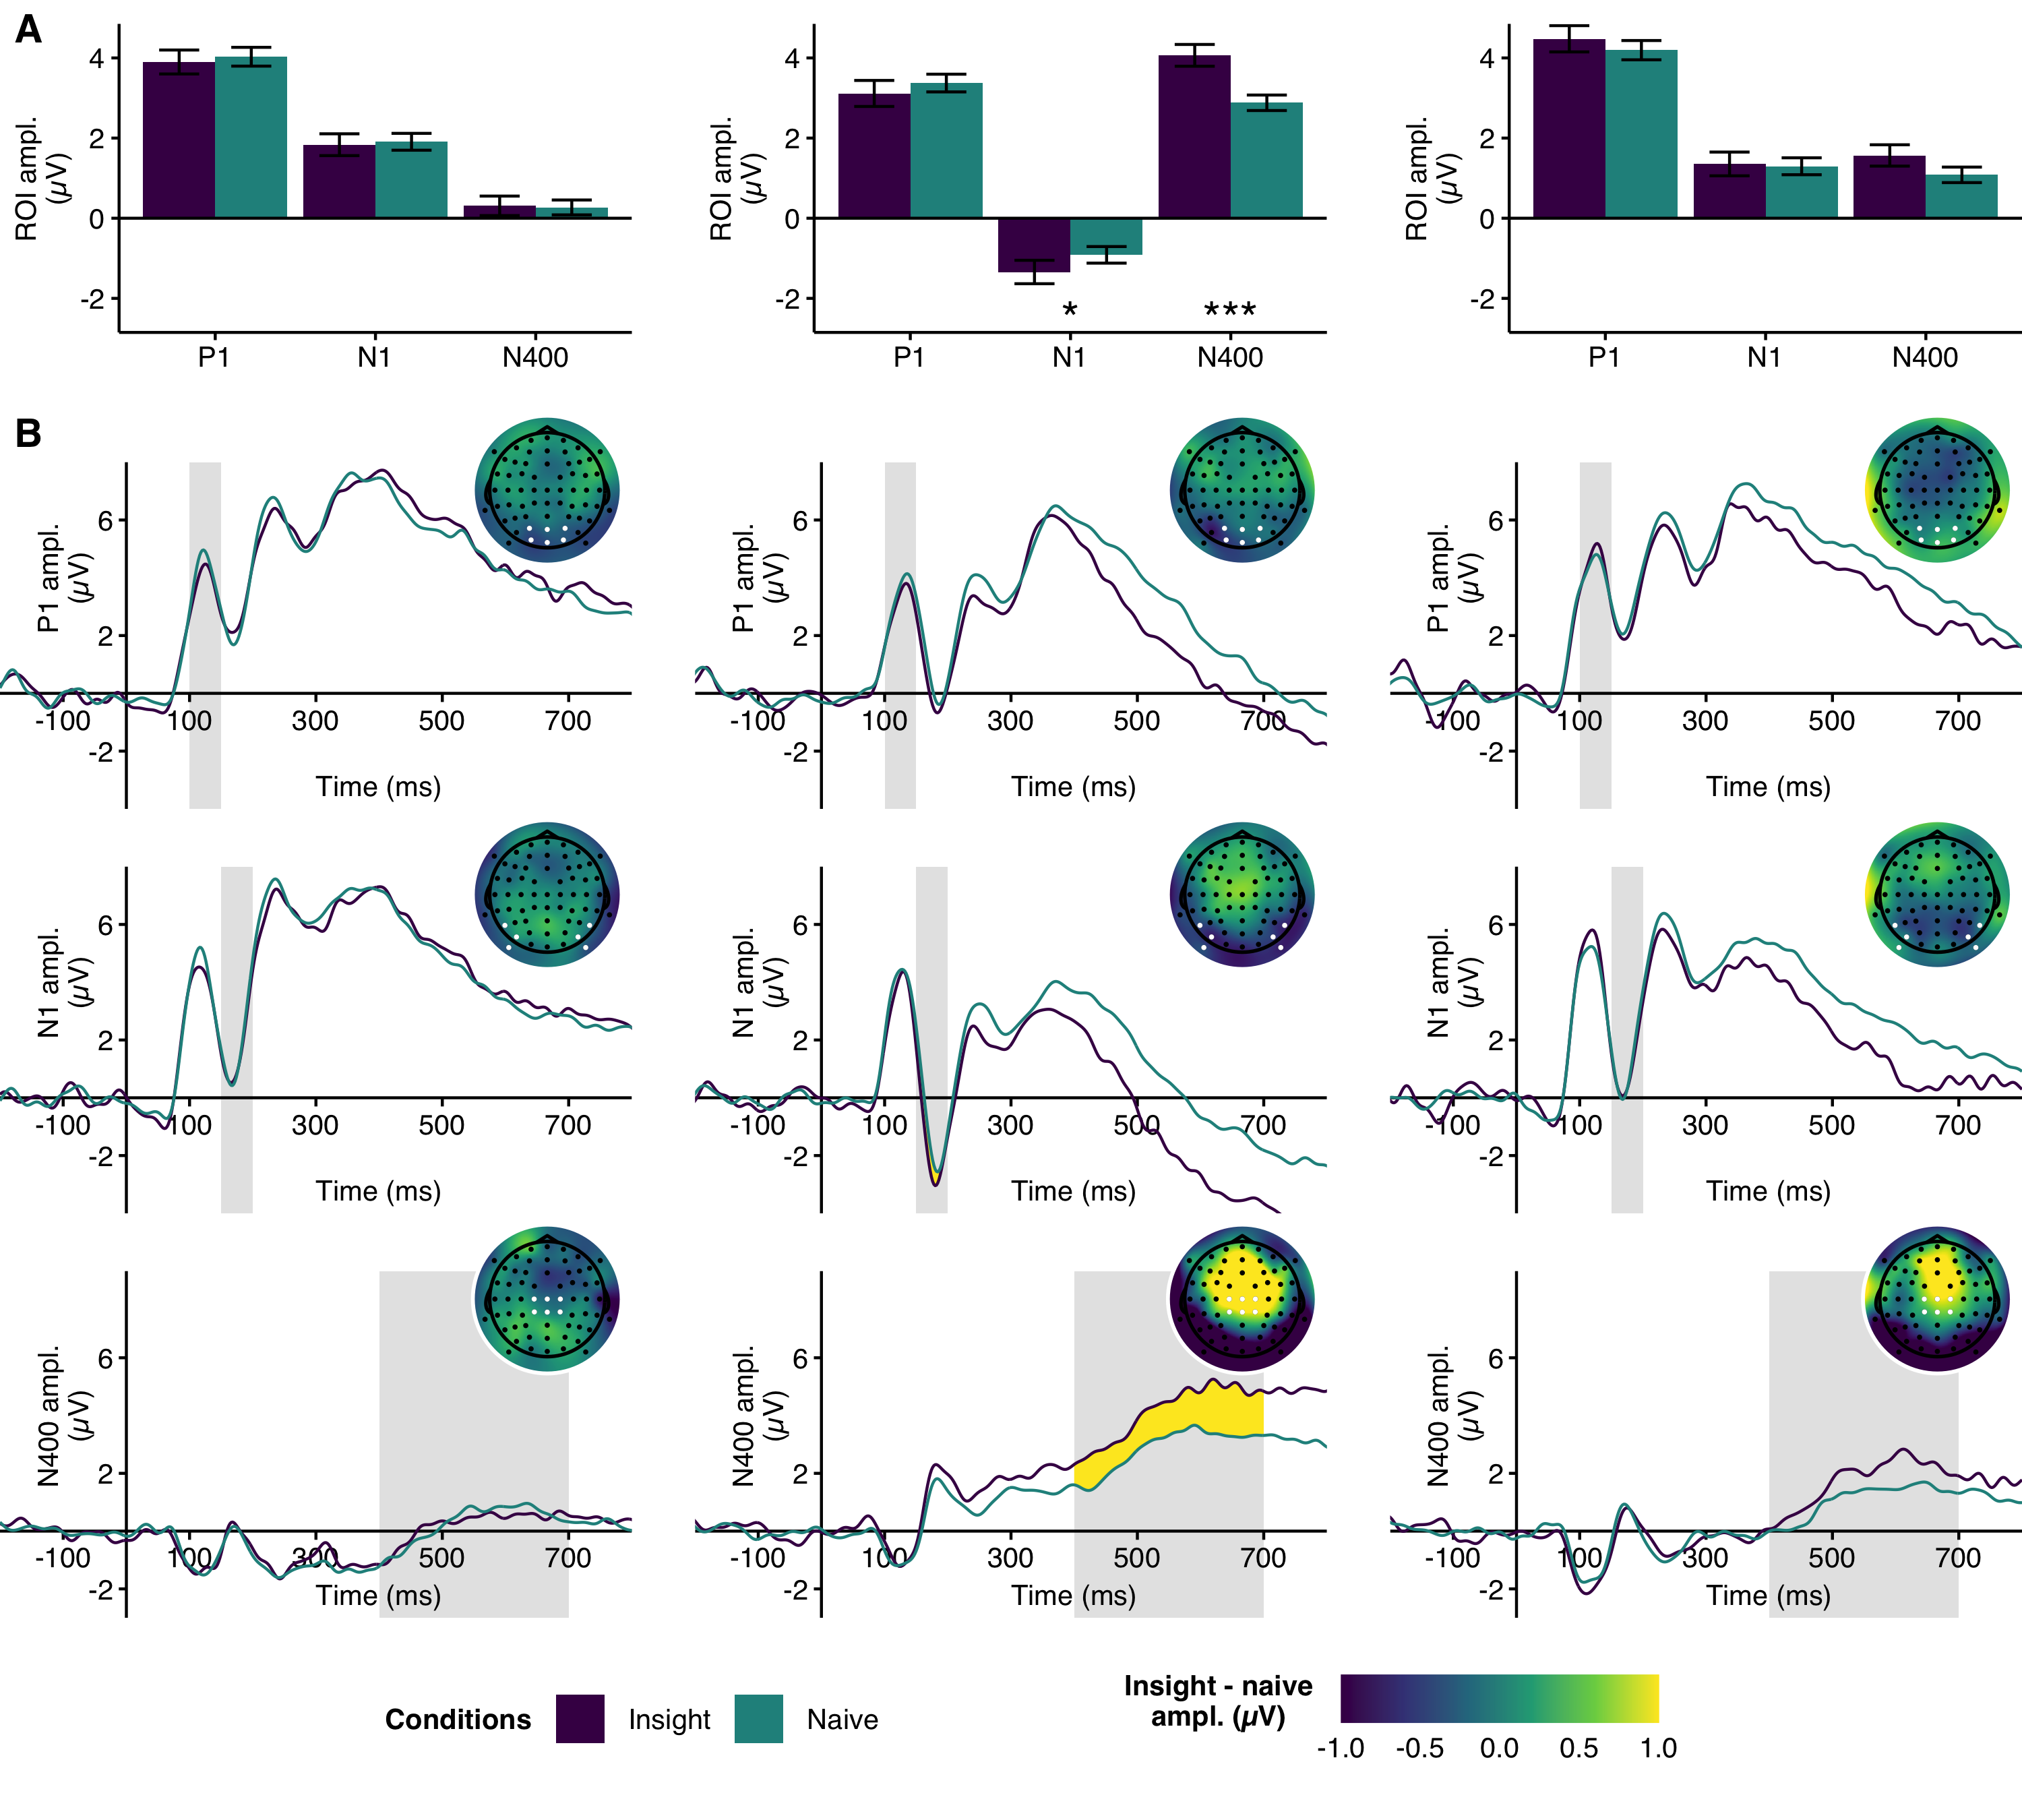 A
ROI ampl.
(µV)
4
2
0
-2
P1 N1 N400
ROI ampl.
(µV)
4
2
0
-2
* ***
P1 N1 N400
ROI ampl.
(µV)
4
2
0
-2
P1 N1 N400
B
P1 ampl.
(µV)
6
2
-2
-100 100 300 500 700
Time (ms)
P1 ampl.
(µV)
6
2
-2
-100 100 300 500 700
Time (ms)
P1 ampl.
(µV)
6
2
-2
-100 100 300 500 700
Time (ms)
N1 ampl.
(µV)
6
2
-2
-100 100 300 500 700
Time (ms)
N1 ampl.
(µV)
6
2
-2
-100 100 300 500 700
Time (ms)
N1 ampl.
(µV)
6
2
-2
-100 100 300 500 700
Time (ms)
N400 ampl.
(µV)
6
2
-2
-100 100 300 500 700
Time (ms)
N400 ampl.
(µV)
6
2
-2
-100 100 300 500 700
Time (ms)
N400 ampl.
(µV)
6
2
-2
-100 100 300 500 700
Time (ms)
Conditions Insight Naive
Insight - naive
ampl. (µV)
-1.0 -0.5 0.0 0.5 1.0